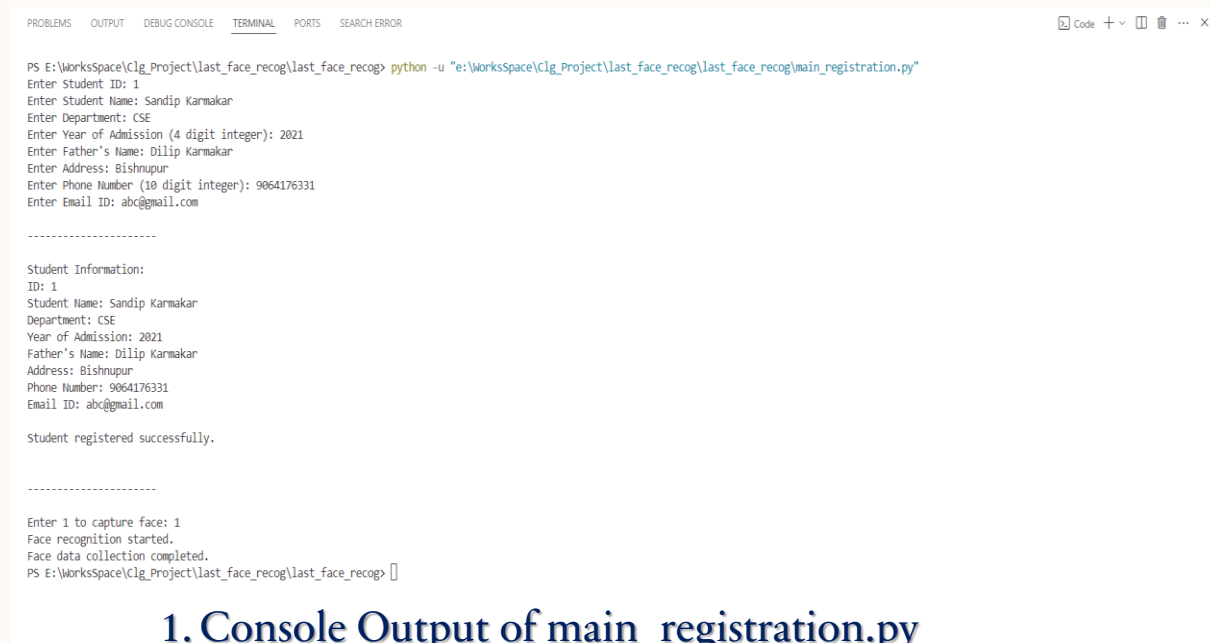 PROBLEMS OUTPUT DEBUG CONSOLE TERMINAL PORTS SEARCH ERROR Code
PS E:\WorksSpace\Clg_Project\last_face_recog\last_face_recog> python -u "e:\WorksSpace\Clg_Project\last_face_recog\last_face_recog\main_registration.py"
Enter Student ID: 1
Enter Student Name: Sandip Karmakar
Enter Department: CSE
Enter Year of Admission (4 digit integer): 2021
Enter Father's Name: Dilip Karmakar
Enter Address: Bishnupur
Enter Phone Number (10 digit integer): 9064176331
Enter Email ID: abc@gmail.com
----------------------
Student Information:
ID: 1
Student Name: Sandip Karmakar
Department: CSE
Year of Admission: 2021
Father's Name: Dilip Karmakar
Address: Bishnupur
Phone Number: 9064176331
Email ID: abc@gmail.com
Student registered successfully.
----------------------
Enter 1 to capture face: 1
Face recognition started.
Face data collection completed.
PS E:\WorksSpace\Clg_Project\last_face_recog\last_face_recog>
1. Console Output of main_registration.py